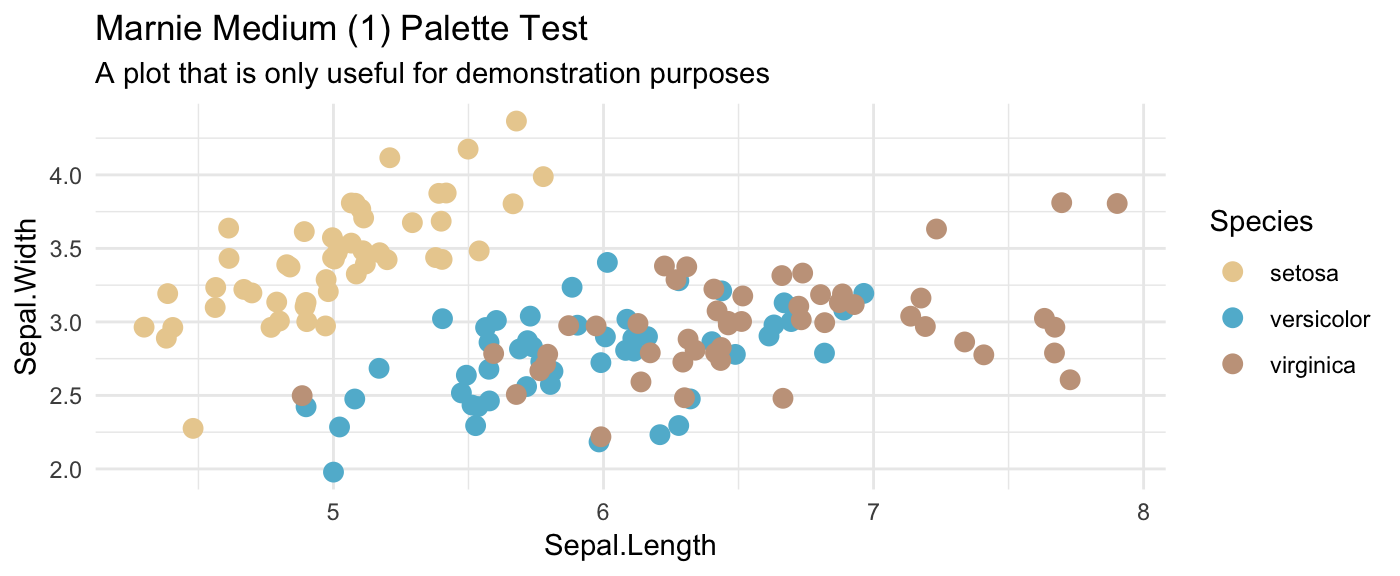 Marnie Medium (1) Palette Test
A plot that is only useful for demonstration purposes
Sepal.Width
4.0
3.5
3.0
2.5
2.0
5
6
7
8
Sepal.Length
Species
setosa
versicolor
virginica